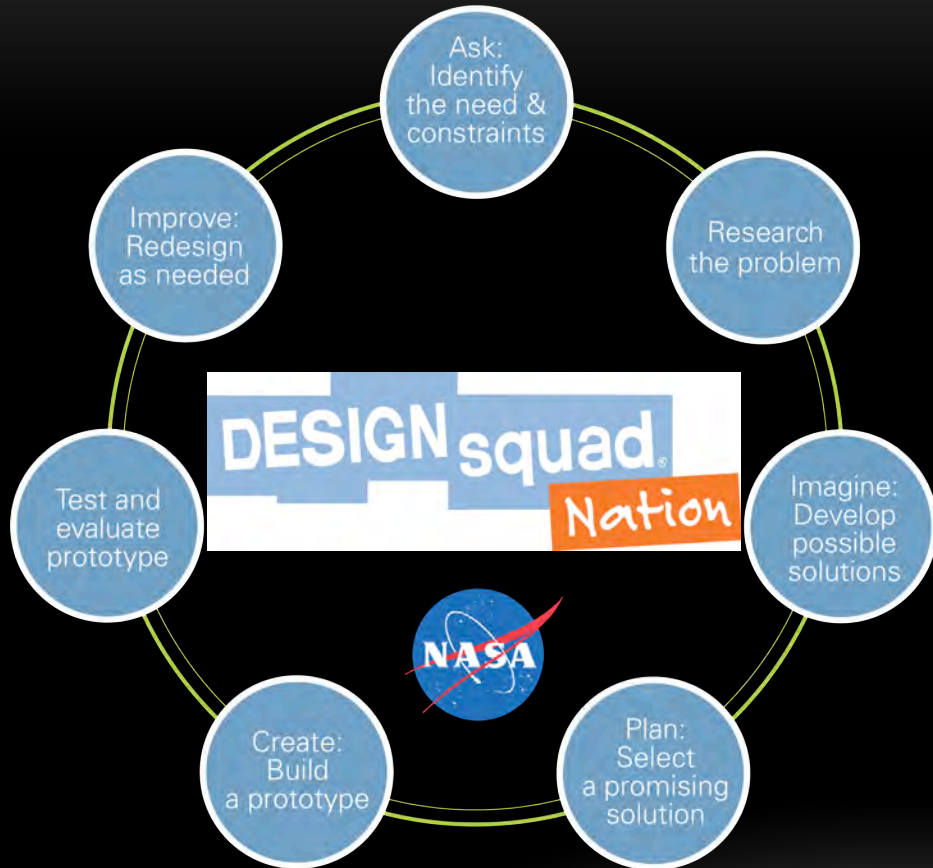 Ask:
Identify
the need &
constraints
Research
the problem
Imagine:
Develop
possible
solutions
Plan:
Select
a promising
solution
Create:
Build
a prototype
Test and
evaluate
prototype
Improve:
Redesign
as needed
DESIGN squad®
Nation
NASA